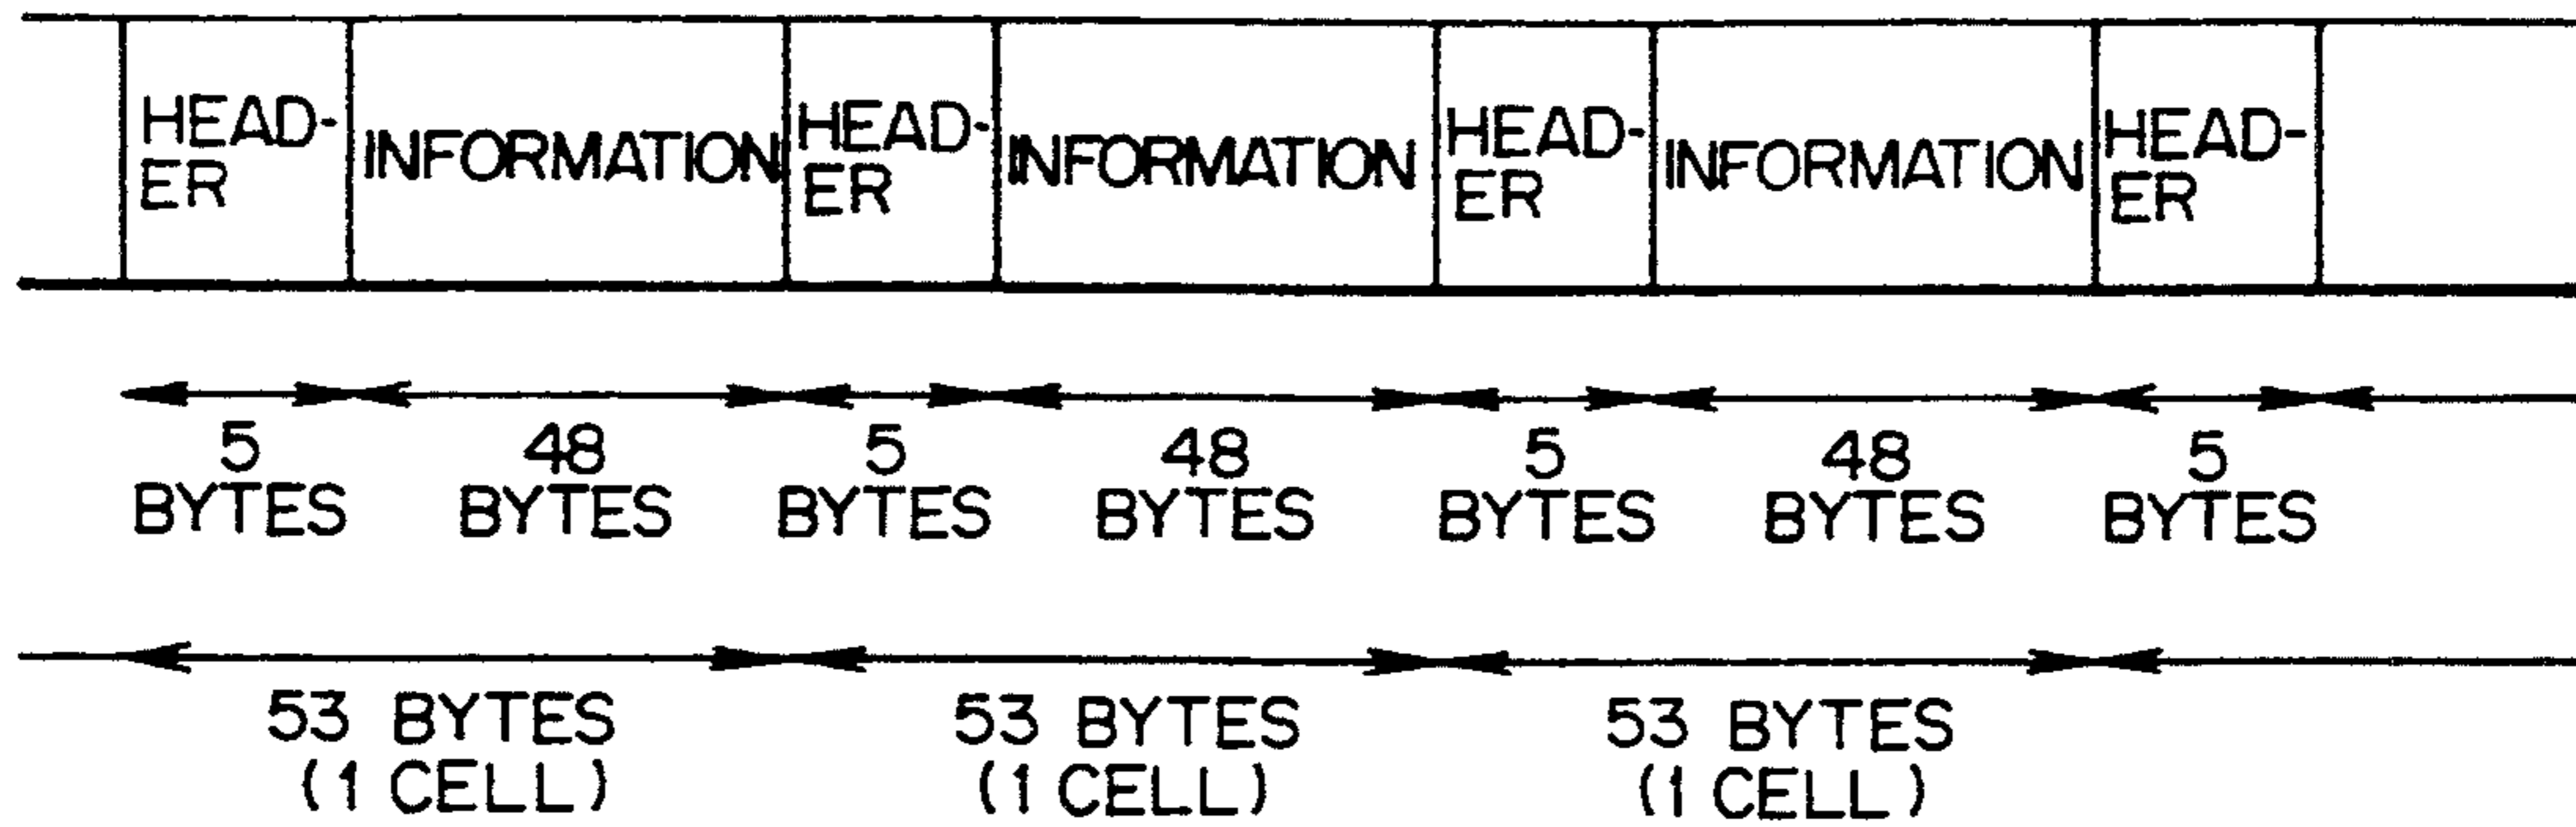 HEAD-
ER
INFORMATION
HEAD-
ER
INFORMATION
HEAD-
ER
INFORMATION
HEAD-
ER
5
BYTES
48
BYTES
5
BYTES
48
BYTES
5
BYTES
48
BYTES
5
BYTES
53 BYTES
(1 CELL)
53 BYTES
(1 CELL)
53 BYTES
(1 CELL)